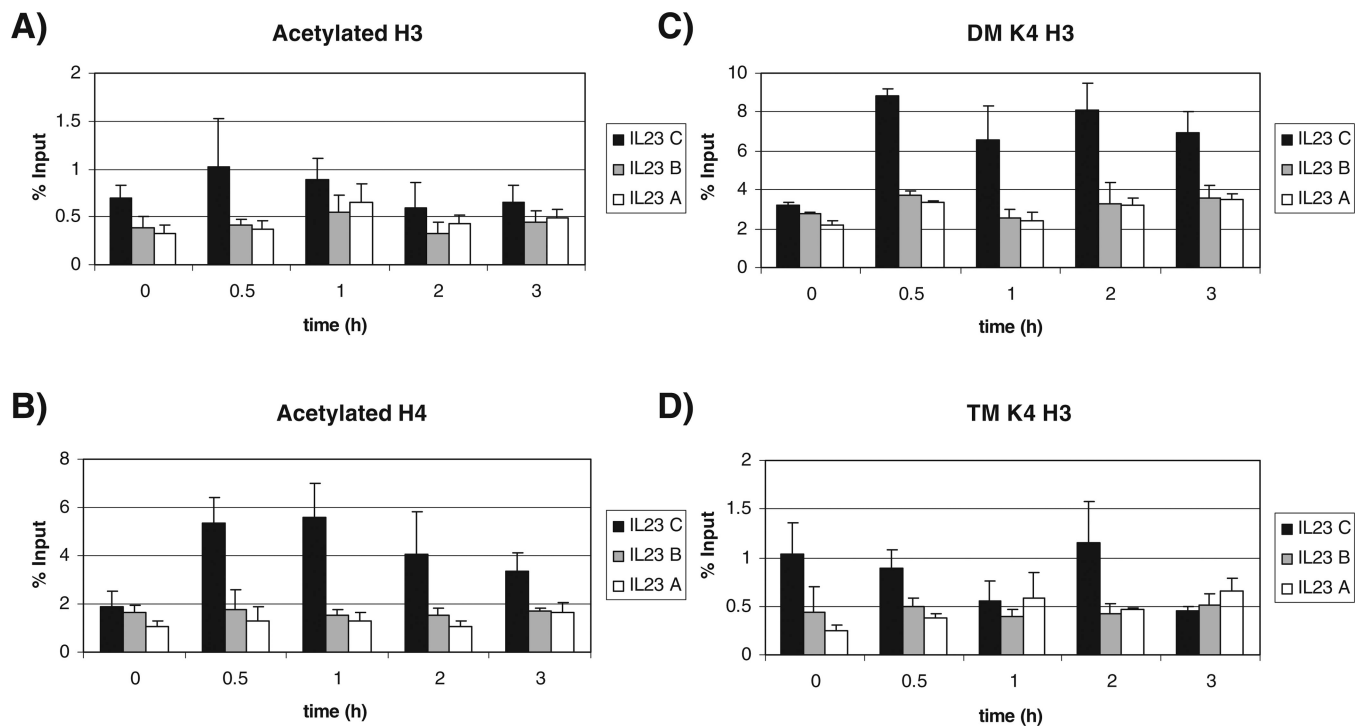 A)
Acetylated H3
2
1.5
1
0.5
0
% Input
0 0.5 1 2 3
time (h)
IL23 C
IL23 B
IL23 A
B)
Acetylated H4
8
6
4
2
0
% Input
0 0.5 1 2 3
time (h)
IL23 C
IL23 B
IL23 A
C)
DM K4 H3
10
8
6
4
2
0
% Input
0 0.5 1 2 3
time (h)
IL23 C
IL23 B
IL23 A
D)
TM K4 H3
2
1.5
1
0.5
0
% Input
0 0.5 1 2 3
time (h)
IL23 C
IL23 B
IL23 A